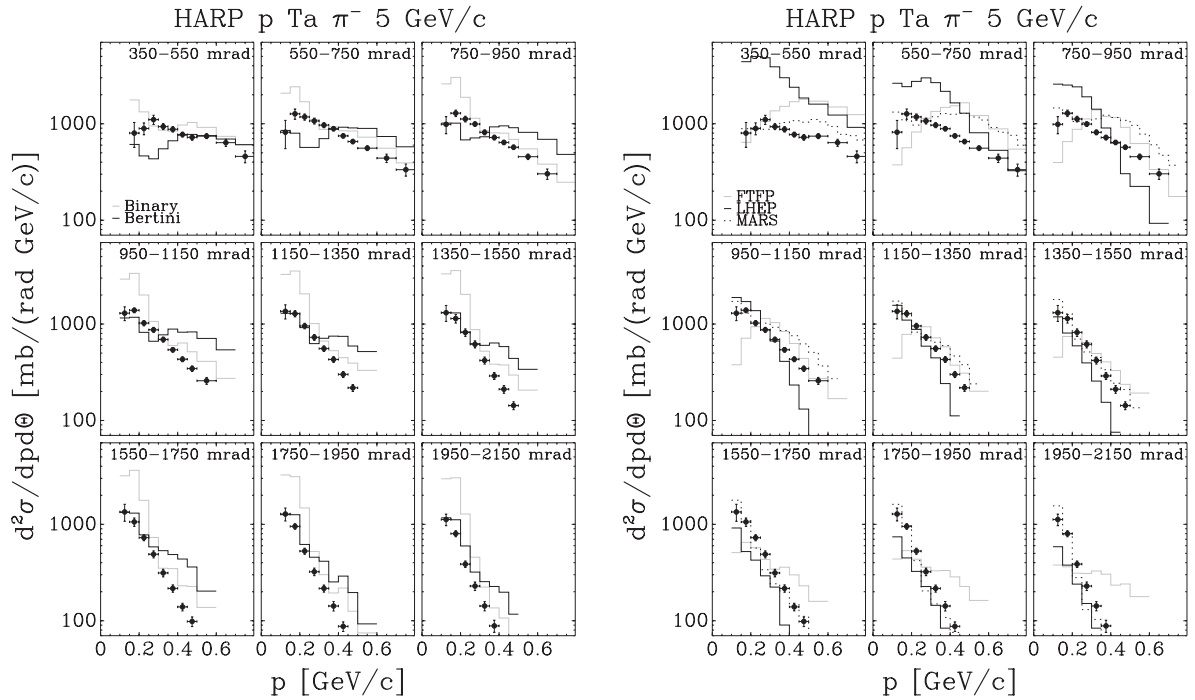 HARP p Ta π⁻ 5 GeV/c
350−550 mrad
550−750 mrad
750−950 mrad
1000
100
Binary
Bertini
950−1150 mrad
1150−1350 mrad
1350−1550 mrad
1000
100
1550−1750 mrad
1750−1950 mrad
1950−2150 mrad
1000
100
0.2 0.4 0.6 0.2 0.4 0.6 0.2 0.4 0.6
d²σ/dpdΘ [mb/(rad GeV/c)]
p [GeV/c]
HARP p Ta π⁻ 5 GeV/c
350−550 mrad
550−750 mrad
750−950 mrad
1000
100
FTFP
LHEP
MARS
950−1150 mrad
1150−1350 mrad
1350−1550 mrad
1000
100
1550−1750 mrad
1750−1950 mrad
1950−2150 mrad
1000
100
0.2 0.4 0.6 0.2 0.4 0.6 0.2 0.4 0.6
d²σ/dpdΘ [mb/(rad GeV/c)]
p [GeV/c]